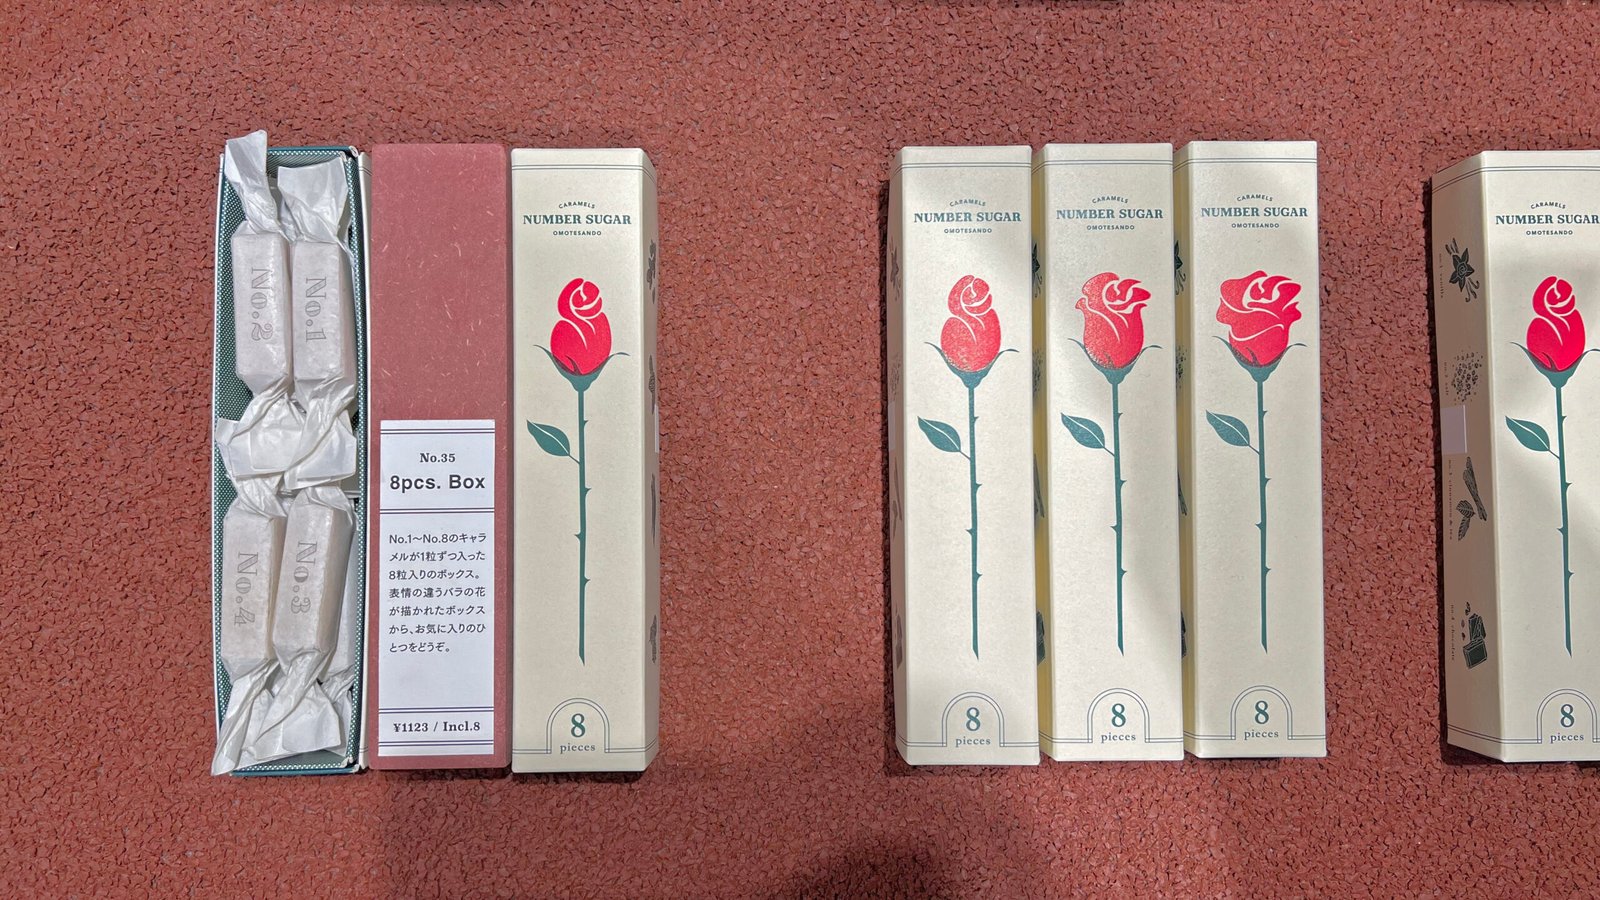 No.2
No.1
No.4
No.3
No.35
8pcs. Box
No.1〜No.8のキャラ
メルが1粒ずつ入った
8粒入りのボックス。
表情の違うバラの花
が描かれたボックス
から、お気に入りのひ
とつをどうぞ。
¥1123 / Incl.8
CARAMELS
NUMBER SUGAR
OMOTESANDO
8
pieces
CARAMELS
NUMBER SUGAR
OMOTESANDO
8
pieces
CARAMELS
NUMBER SUGAR
OMOTESANDO
8
pieces
CARAMELS
NUMBER SUGAR
OMOTESANDO
8
pieces
CARAMELS
NUMBER SUGAR
OMOTESANDO
8
pieces